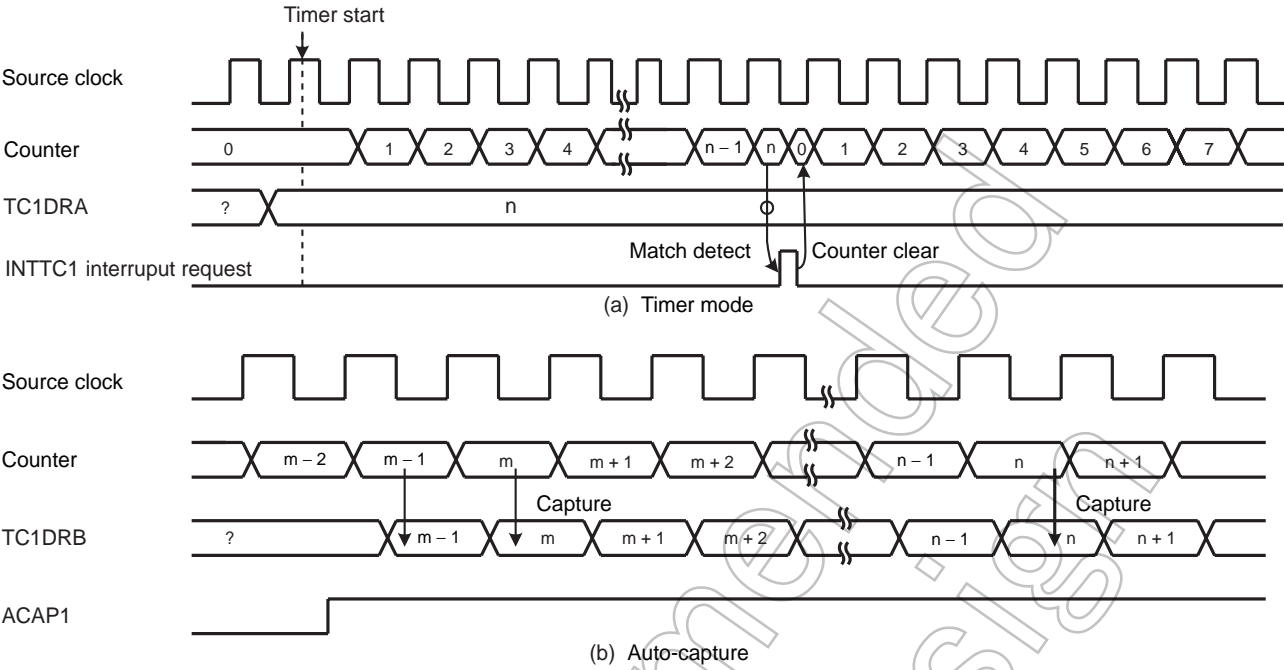 Timer start
Source clock
Counter 0 1 2 3 4 n – 1 n 0 1 2 3 4 5 6 7
TC1DRA ? n
Match detect Counter clear
INTTC1 interruput request
(a) Timer mode
Source clock
Counter m – 2 m – 1 m m + 1 m + 2 n – 1 n n + 1
Capture Capture
TC1DRB ? m – 1 m m + 1 m + 2 n – 1 n n + 1
ACAP1
(b) Auto-capture